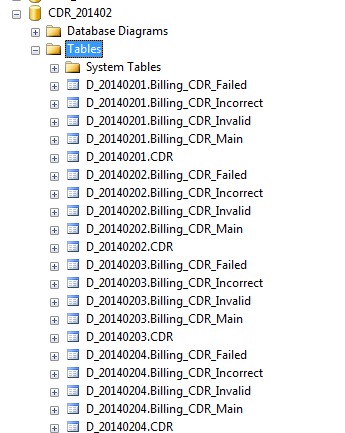 CDR_201402
Database Diagrams
Tables
System Tables
D_20140201.Billing_CDR_Failed
D_20140201.Billing_CDR_Incorrect
D_20140201.Billing_CDR_Invalid
D_20140201.Billing_CDR_Main
D_20140201.CDR
D_20140202.Billing_CDR_Failed
D_20140202.Billing_CDR_Incorrect
D_20140202.Billing_CDR_Invalid
D_20140202.Billing_CDR_Main
D_20140202.CDR
D_20140203.Billing_CDR_Failed
D_20140203.Billing_CDR_Incorrect
D_20140203.Billing_CDR_Invalid
D_20140203.Billing_CDR_Main
D_20140203.CDR
D_20140204.Billing_CDR_Failed
D_20140204.Billing_CDR_Incorrect
D_20140204.Billing_CDR_Invalid
D_20140204.Billing_CDR_Main
D_20140204.CDR